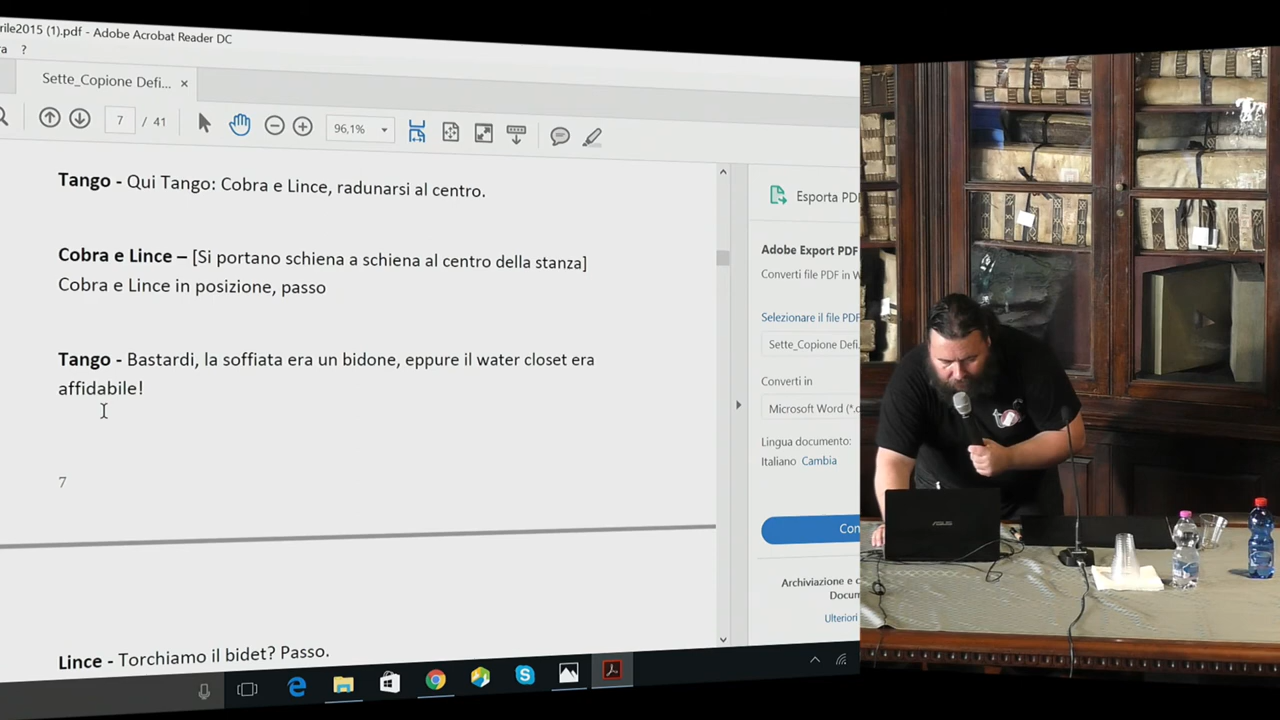 rile2015 (1).pdf - Adobe Acrobat Reader DC
?
Sette_Copione Defi... ×
7 / 41
96,1%
Tango - Qui Tango: Cobra e Lince, radunarsi al centro.
Cobra e Lince – [Si portano schiena a schiena al centro della stanza]
Cobra e Lince in posizione, passo
Tango - Bastardi, la soffiata era un bidone, eppure il water closet era
affidabile!
7
Lince - Torchiamo il bidet? Passo.
Esporta PDF
Adobe Export PDF
Converti file PDF in W
Selezionare il file PDF
Sette_Copione Defi.
Converti in
Microsoft Word (*.d
Lingua documento:
Italiano Cambia
Con
Archiviazione e c
Docum
Ulteriori
ASUS